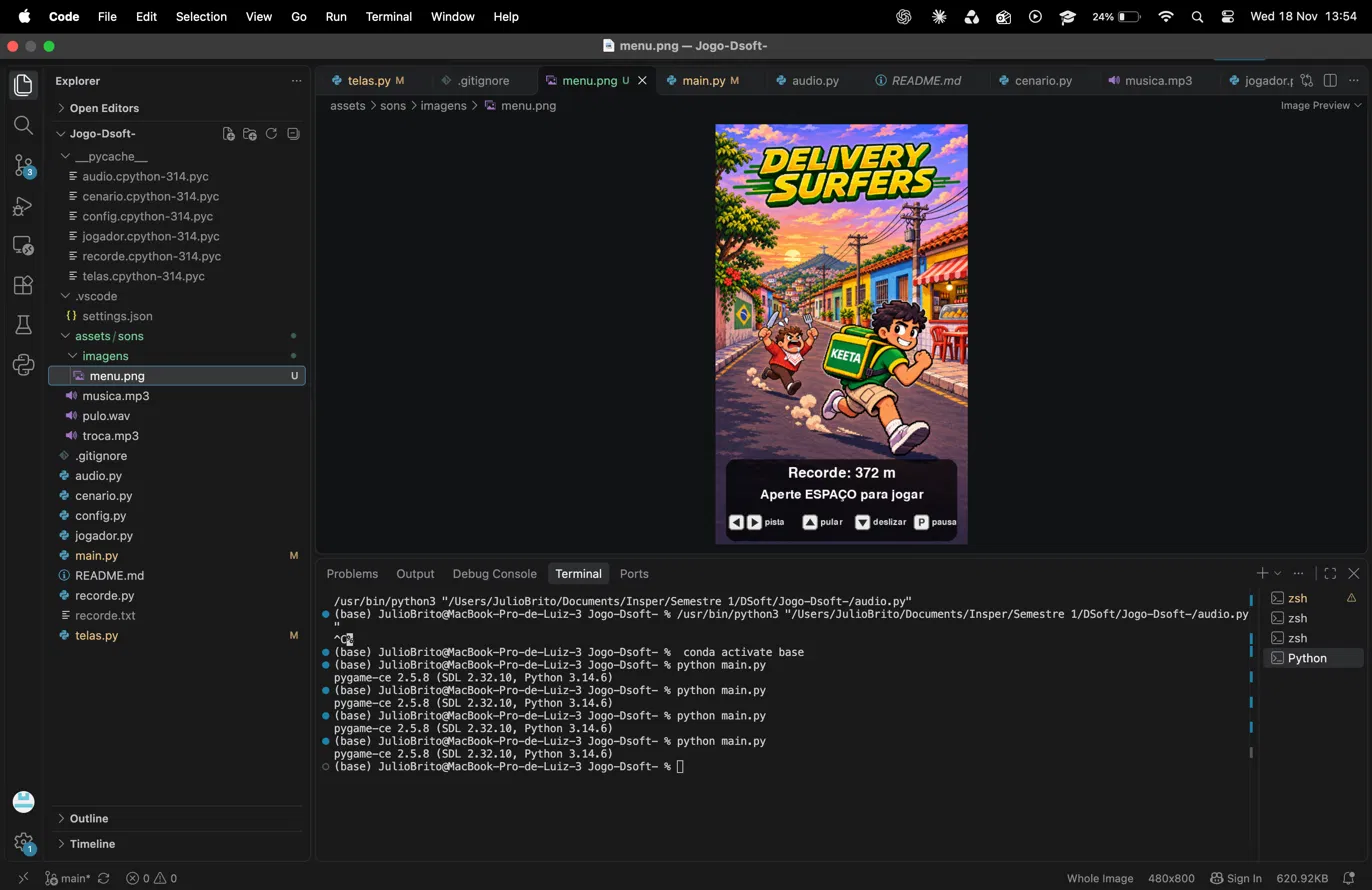 Code File Edit Selection View Go Run Terminal Window Help 24% Wed 18 Nov 13:54
menu.png — Jogo-Dsoft-
Explorer
Open Editors
Jogo-Dsoft-
__pycache__
audio.cpython-314.pyc
cenario.cpython-314.pyc
config.cpython-314.pyc
jogador.cpython-314.pyc
recorde.cpython-314.pyc
telas.cpython-314.pyc
.vscode
{} settings.json
assets/sons
imagens
menu.png U
musica.mp3
pulo.wav
troca.mp3
.gitignore
audio.py
cenario.py
config.py
jogador.py
main.py M
README.md
recorde.py
recorde.txt
telas.py M
Outline
Timeline
3
1
telas.py M .gitignore menu.png U main.py M audio.py README.md cenario.py musica.mp3 jogador.p
assets > sons > imagens > menu.png Image Preview
DELIVERY
SURFERS
KEETA
Recorde: 372 m
Aperte ESPAÇO para jogar
pista pular deslizar P pausa
Problems Output Debug Console Terminal Ports
/usr/bin/python3 "/Users/JulioBrito/Documents/Insper/Semestre 1/DSoft/Jogo-Dsoft-/audio.py"
(base) JulioBrito@MacBook-Pro-de-Luiz-3 Jogo-Dsoft- % /usr/bin/python3 "/Users/JulioBrito/Documents/Insper/Semestre 1/DSoft/Jogo-Dsoft-/audio.py
"
^C%
(base) JulioBrito@MacBook-Pro-de-Luiz-3 Jogo-Dsoft- %  conda activate base
(base) JulioBrito@MacBook-Pro-de-Luiz-3 Jogo-Dsoft- % python main.py
pygame-ce 2.5.8 (SDL 2.32.10, Python 3.14.6)
(base) JulioBrito@MacBook-Pro-de-Luiz-3 Jogo-Dsoft- % python main.py
pygame-ce 2.5.8 (SDL 2.32.10, Python 3.14.6)
(base) JulioBrito@MacBook-Pro-de-Luiz-3 Jogo-Dsoft- % python main.py
pygame-ce 2.5.8 (SDL 2.32.10, Python 3.14.6)
(base) JulioBrito@MacBook-Pro-de-Luiz-3 Jogo-Dsoft- % python main.py
pygame-ce 2.5.8 (SDL 2.32.10, Python 3.14.6)
(base) JulioBrito@MacBook-Pro-de-Luiz-3 Jogo-Dsoft- %
zsh
zsh
zsh
Python
main* 0 0 Whole Image 480x800 Sign In 620.92KB